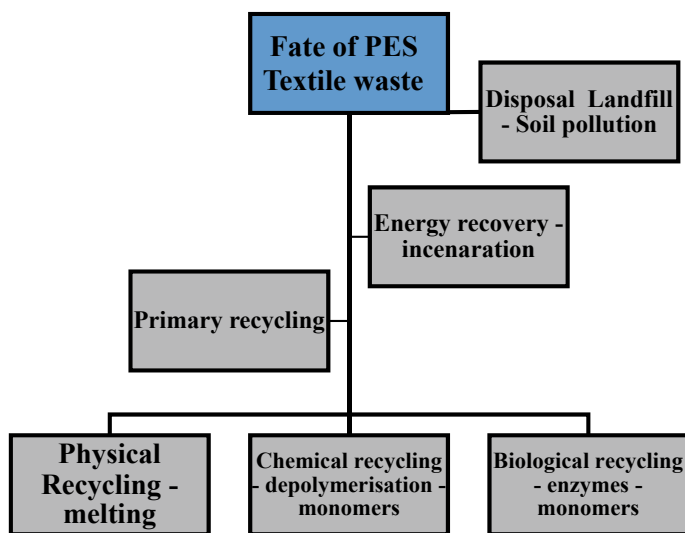 Fate of PES
Textile waste
Disposal Landfill
- Soil pollution
Energy recovery -
incenaration
Primary recycling
Physical
Recycling -
melting
Chemical recycling
- depolymerisation -
monomers
Biological recycling
- enzymes -
monomers